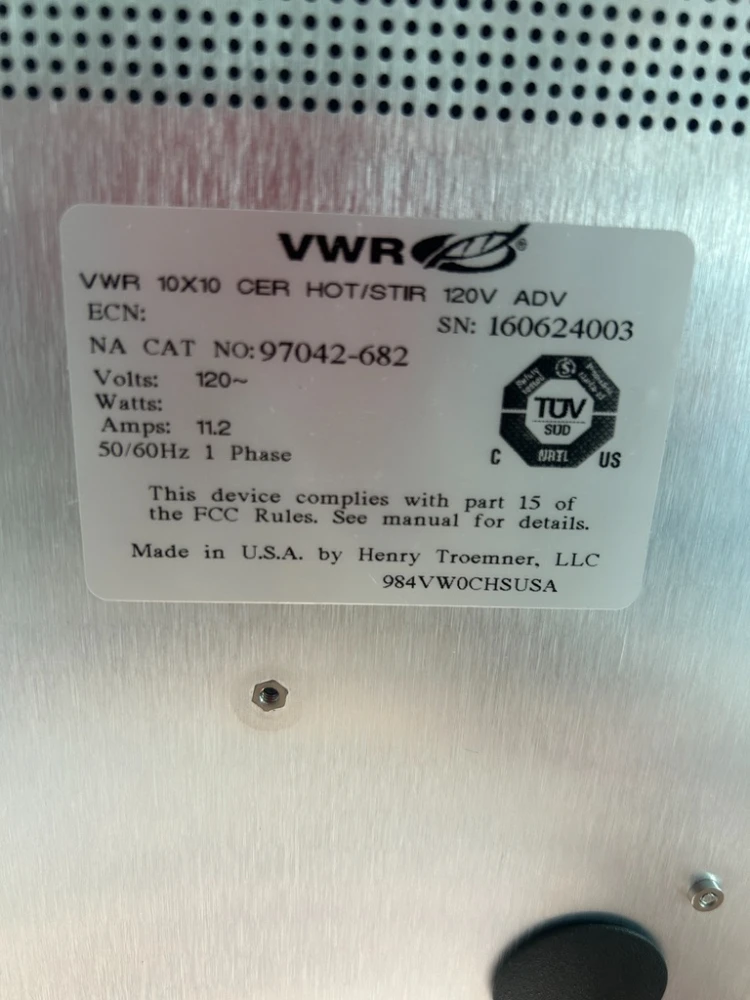 VWR®
VWR 10X10 CER HOT/STIR 120V ADV
ECN:
SN: 160624003
NA CAT NO: 97042-682
Volts: 120~
Watts:
Amps: 11.2
50/60Hz 1 Phase
TÜV
SÜD
C NRTL US
This device complies with part 15 of
the FCC Rules. See manual for details.
Made in U.S.A. by Henry Troemner, LLC
984VW0CHSUSA